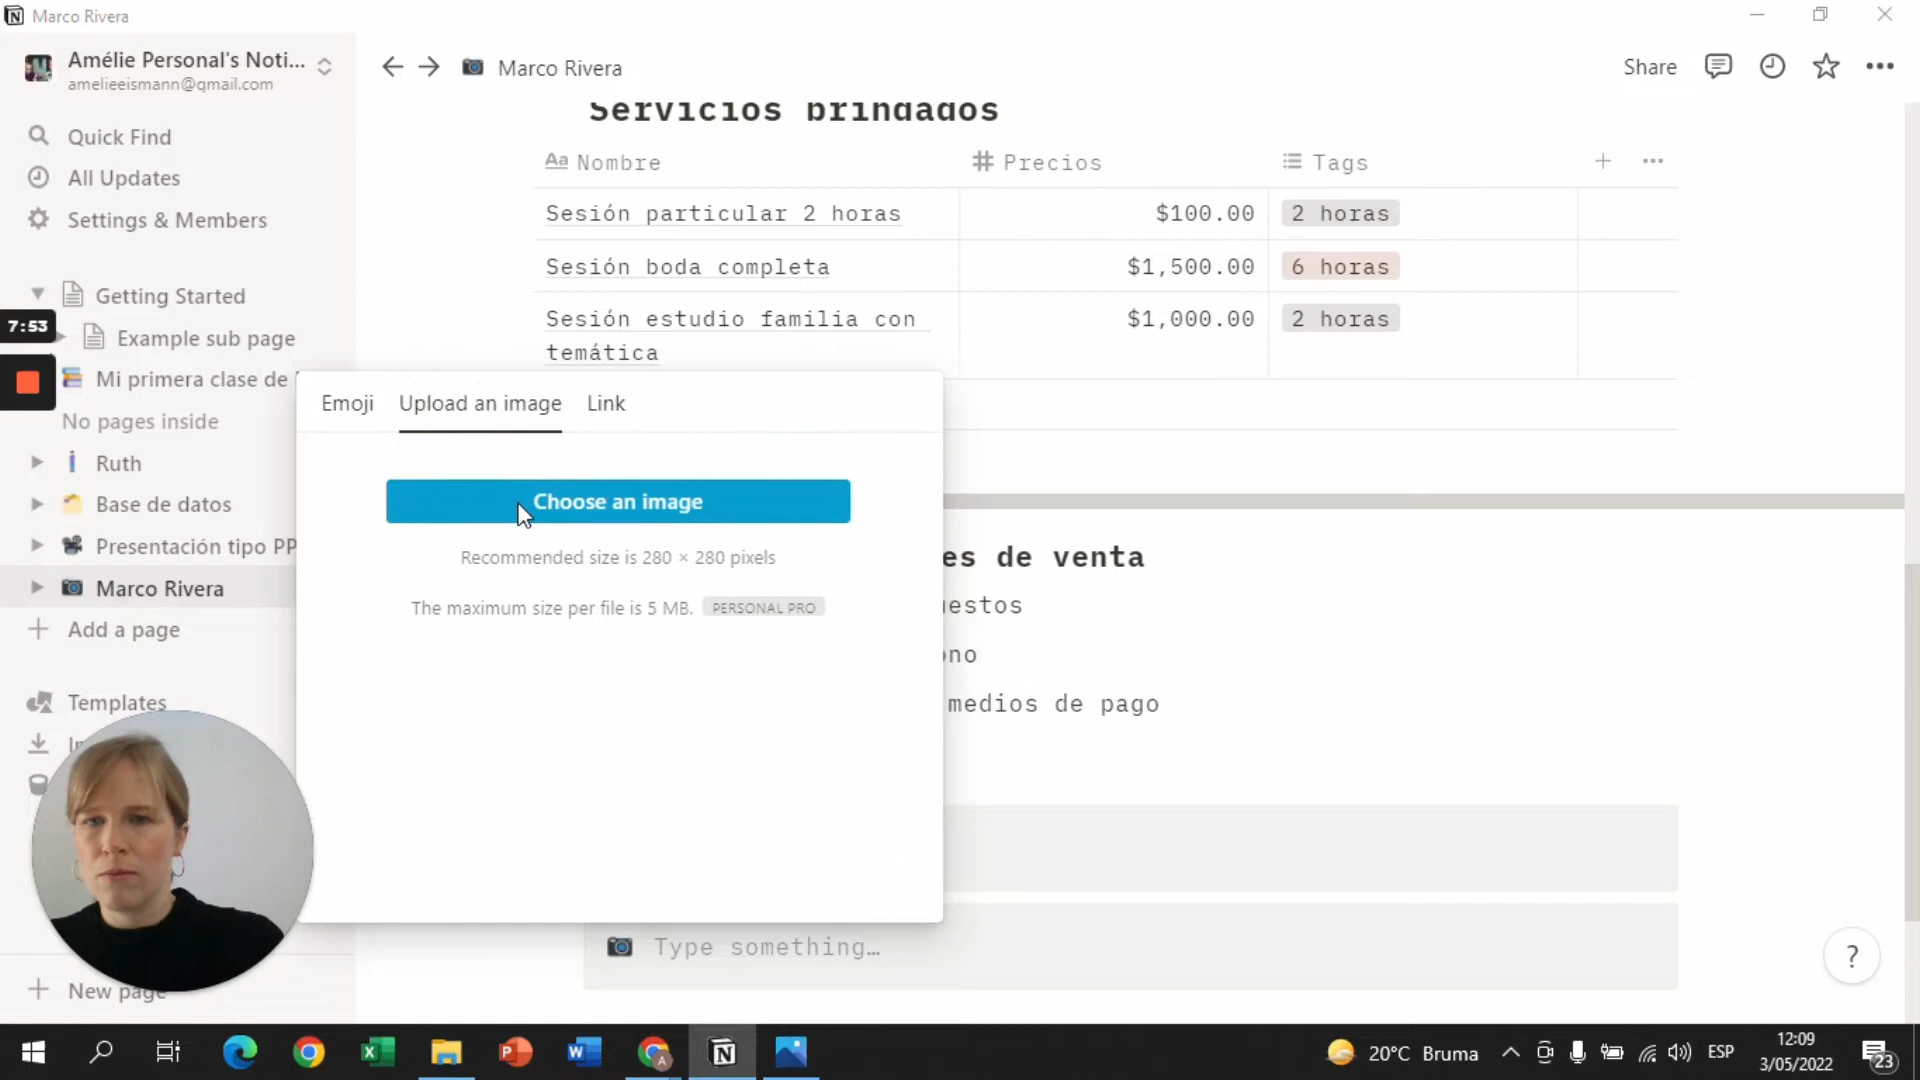 Marco Rivera
Amélie Personal's Noti...
amelieeismann@gmail.com
Marco Rivera
Share
Quick Find
All Updates
Settings & Members
Getting Started
7:53
Example sub page
Mi primera clase de
No pages inside
Ruth
Base de datos
Presentación tipo PP
Marco Rivera
Add a page
Templates
New page
Servicios brindados
Aa Nombre
# Precios
Tags
Sesión particular 2 horas
$100.00
2 horas
Sesión boda completa
$1,500.00
6 horas
Sesión estudio familia con
temática
$1,000.00
2 horas
Emoji
Upload an image
Link
Choose an image
Recommended size is 280 × 280 pixels
The maximum size per file is 5 MB.
PERSONAL PRO
es de venta
medios de pago
Type something…
?
20°C Bruma
ESP
12:09
3/05/2022
23